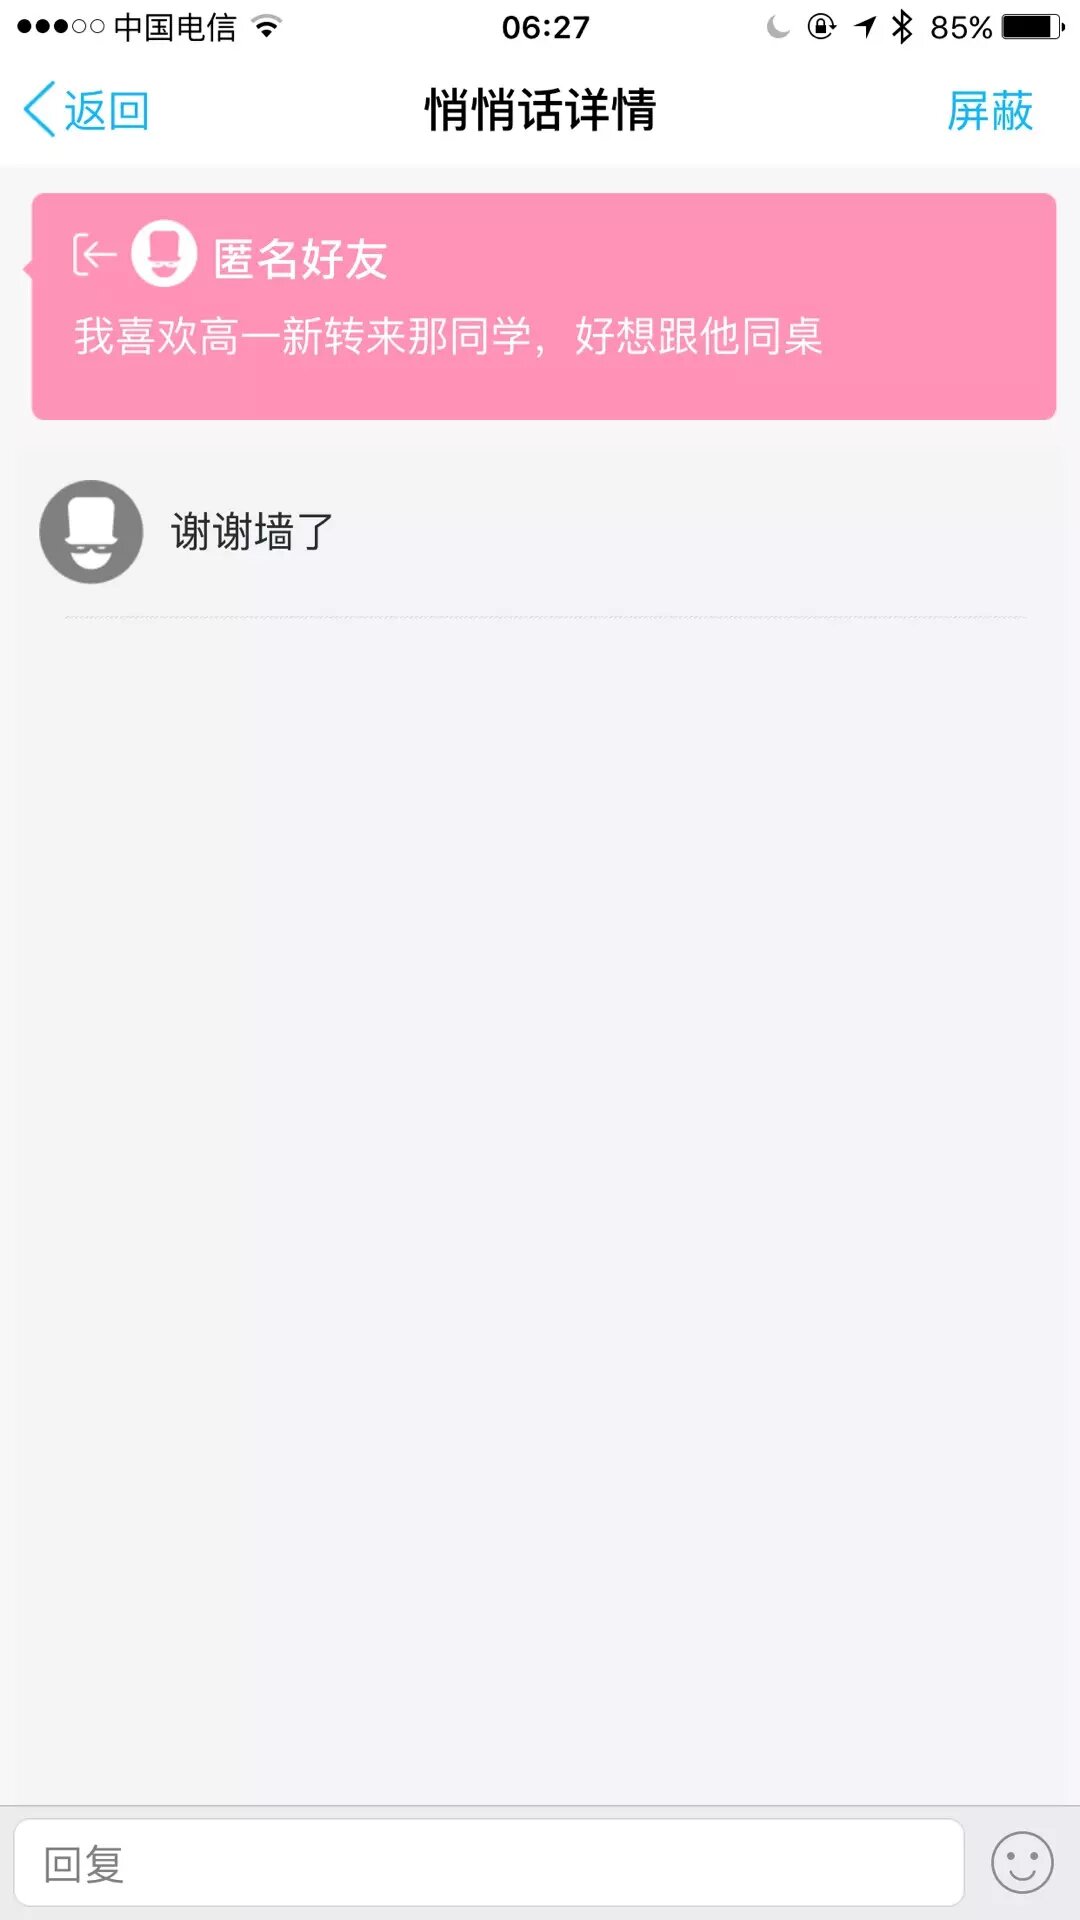 中国电信 06:27 85%
返回 悄悄话详情 屏蔽
匿名好友
我喜欢高一新转来那同学，好想跟他同桌
谢谢墙了
回复